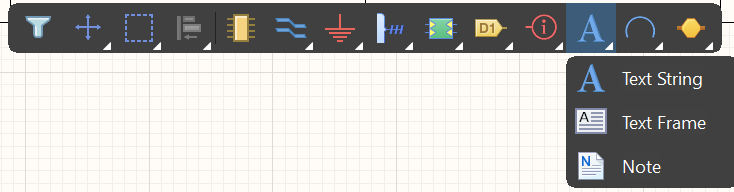 D1
A
A
Text String
A
Text Frame
N
Note